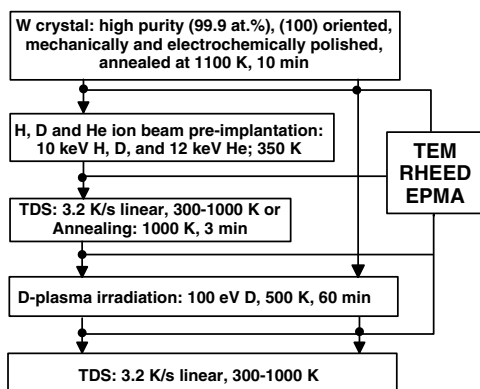 W crystal: high purity (99.9 at.%), (100) oriented,
mechanically and electrochemically polished,
annealed at 1100 K, 10 min
H, D and He ion beam pre-implantation:
10 keV H, D, and 12 keV He; 350 K
TEM
RHEED
EPMA
TDS: 3.2 K/s linear, 300-1000 K or
Annealing: 1000 K, 3 min
D-plasma irradiation: 100 eV D, 500 K, 60 min
TDS: 3.2 K/s linear, 300-1000 K